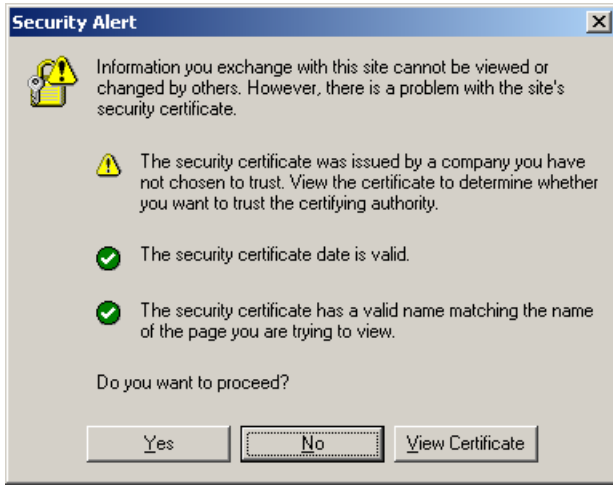 Security Alert
Information you exchange with this site cannot be viewed or
changed by others. However, there is a problem with the site's
security certificate.
The security certificate was issued by a company you have
not chosen to trust. View the certificate to determine whether
you want to trust the certifying authority.
The security certificate date is valid.
The security certificate has a valid name matching the name
of the page you are trying to view.
Do you want to proceed?
Yes No View Certificate